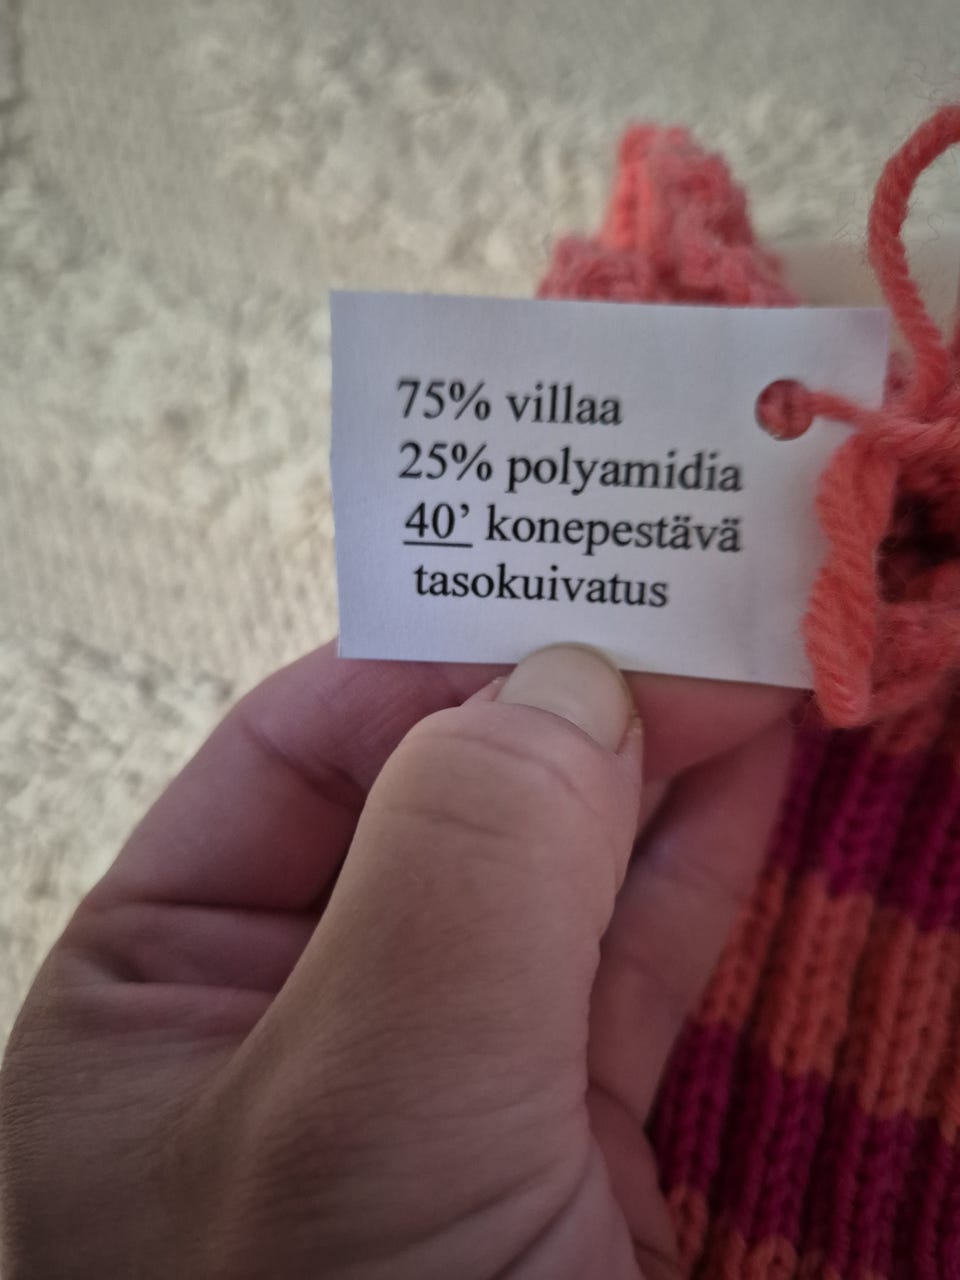 75% villaa
25% polyamidia
40’ konepestävä
tasokuivatus